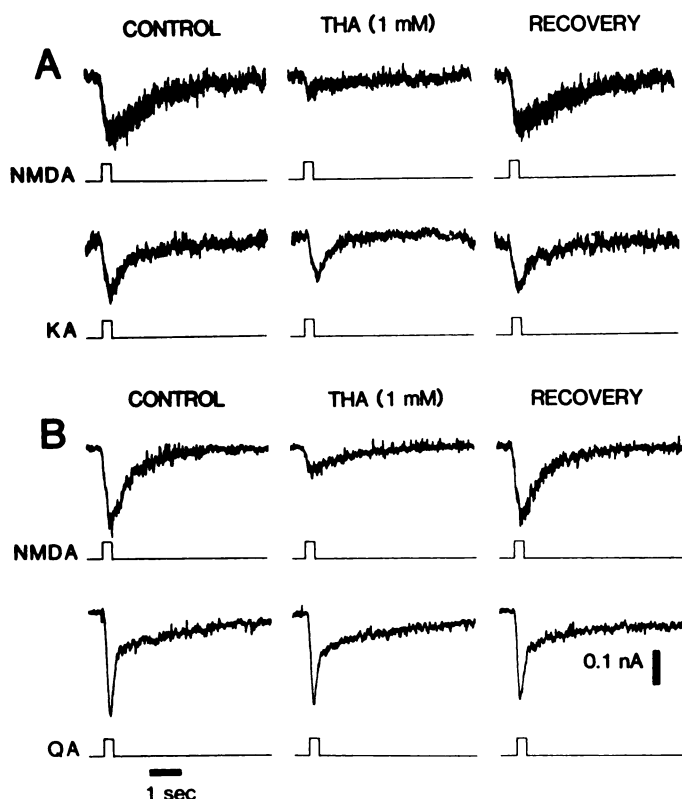 CONTROL THA (1 mM) RECOVERY
A
NMDA
KA
CONTROL THA (1 mM) RECOVERY
B
NMDA
0.1 nA
QA
1 sec